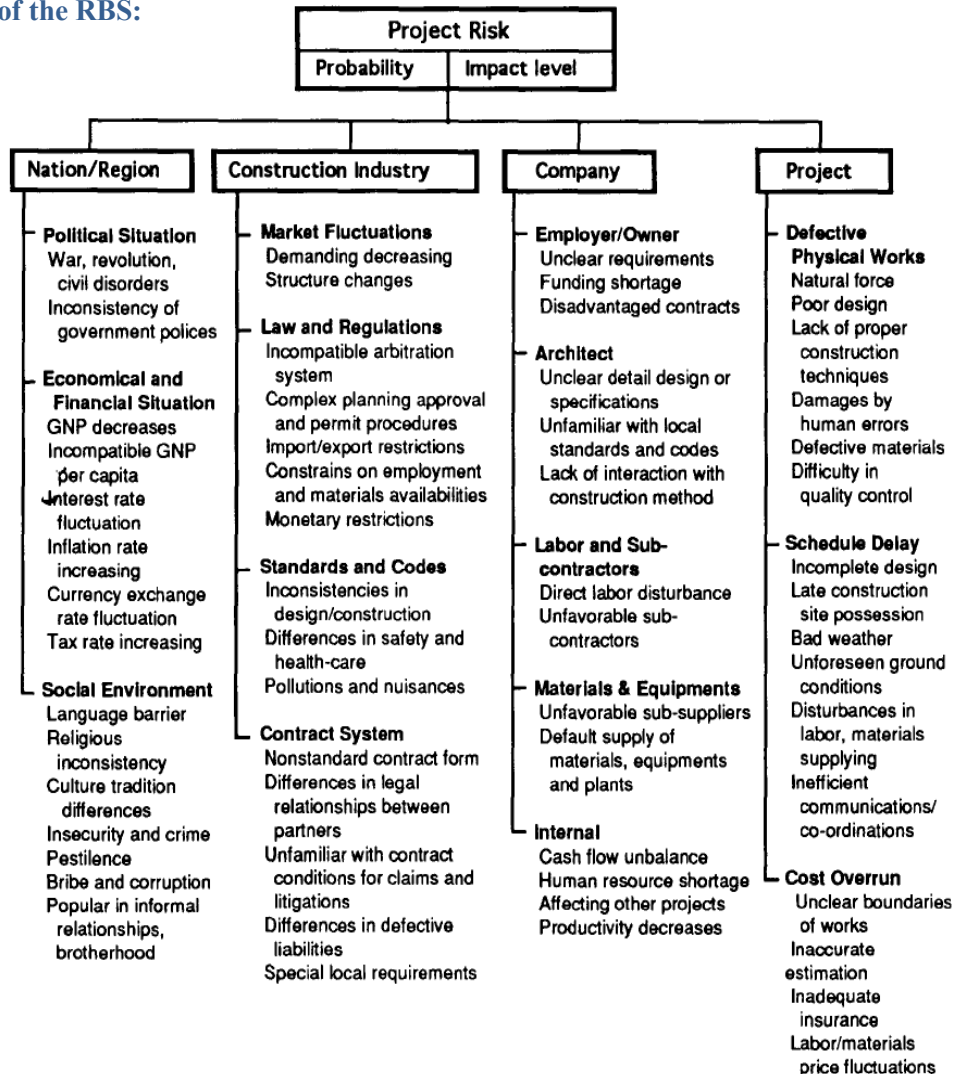 of the RBS:
Project Risk
Probability
Impact level
Nation/Region
Construction Industry
Company
Project
Political Situation
War, revolution,
civil disorders
Inconsistency of
government polices
Economical and
Financial Situation
GNP decreases
Incompatible GNP
per capita
Interest rate
fluctuation
Inflation rate
increasing
Currency exchange
rate fluctuation
Tax rate increasing
Social Environment
Language barrier
Religious
inconsistency
Culture tradition
differences
Insecurity and crime
Pestilence
Bribe and corruption
Popular in informal
relationships,
brotherhood
Market Fluctuations
Demanding decreasing
Structure changes
Law and Regulations
Incompatible arbitration
system
Complex planning approval
and permit procedures
Import/export restrictions
Constrains on employment
and materials availabilities
Monetary restrictions
Standards and Codes
Inconsistencies in
design/construction
Differences in safety and
health-care
Pollutions and nuisances
Contract System
Nonstandard contract form
Differences in legal
relationships between
partners
Unfamiliar with contract
conditions for claims and
litigations
Differences in defective
liabilities
Special local requirements
Employer/Owner
Unclear requirements
Funding shortage
Disadvantaged contracts
Architect
Unclear detail design or
specifications
Unfamiliar with local
standards and codes
Lack of interaction with
construction method
Labor and Sub-
contractors
Direct labor disturbance
Unfavorable sub-
contractors
Materials & Equipments
Unfavorable sub-suppliers
Default supply of
materials, equipments
and plants
Internal
Cash flow unbalance
Human resource shortage
Affecting other projects
Productivity decreases
Defective
Physical Works
Natural force
Poor design
Lack of proper
construction
techniques
Damages by
human errors
Defective materials
Difficulty in
quality control
Schedule Delay
Incomplete design
Late construction
site possession
Bad weather
Unforeseen ground
conditions
Disturbances in
labor, materials
supplying
Inefficient
communications/
co-ordinations
Cost Overrun
Unclear boundaries
of works
Inaccurate
estimation
Inadequate
insurance
Labor/materials
price fluctuations